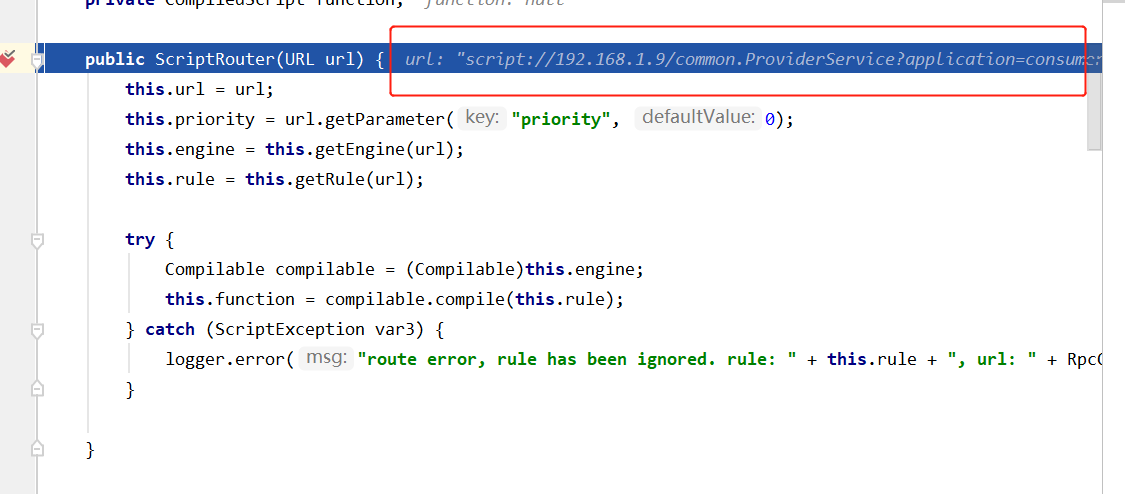 private CompiledScript function; function: null
public ScriptRouter(URL url) { url: "script://192.168.1.9/common.ProviderService?application=consumer
this.url = url;
this.priority = url.getParameter( key: "priority", defaultValue: 0);
this.engine = this.getEngine(url);
this.rule = this.getRule(url);
try {
Compilable compilable = (Compilable)this.engine;
this.function = compilable.compile(this.rule);
} catch (ScriptException var3) {
logger.error( msg: "route error, rule has been ignored. rule: " + this.rule + ", url: " + RpcC
}
}